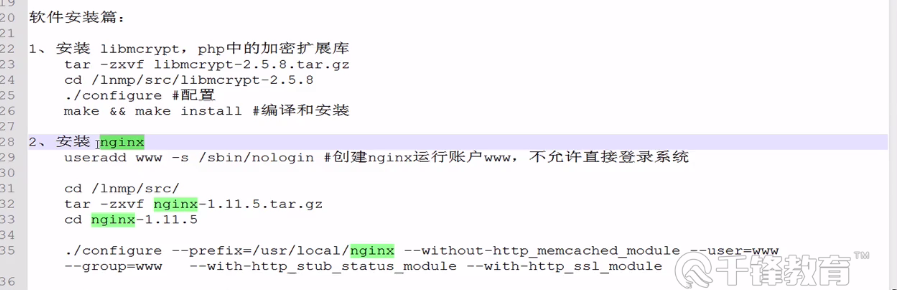 19
20 软件安装篇：
21
22 1、安装 libmcrypt，php中的加密扩展库
23 tar -zxvf libmcrypt-2.5.8.tar.gz
24 cd /lnmp/src/libmcrypt-2.5.8
25 ./configure #配置
26 make && make install #编译和安装
27
28 2、安装 nginx
29 useradd www -s /sbin/nologin #创建nginx运行账户www，不允许直接登录系统
30
31 cd /lnmp/src/
32 tar -zxvf nginx-1.11.5.tar.gz
33 cd nginx-1.11.5
34
35 ./configure --prefix=/usr/local/nginx --without-http_memcached_module --user=www
--group=www --with-http_stub_status_module --with-http_ssl_module
千锋教育™
36